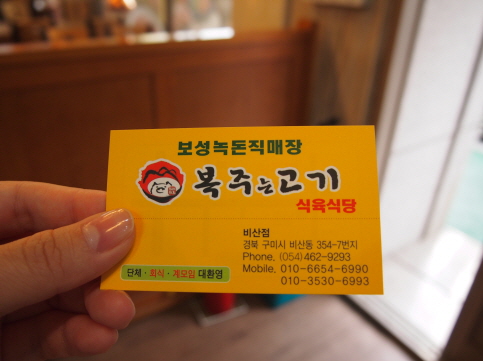 보성녹돈직매장
복주는고기
식육식당
비산점
경북 구미시 비산동 354-7번지
Phone. (054)462-9293
Mobile. 010-6654-6990
010-3530-6993
단체·회식·계모임 대환영